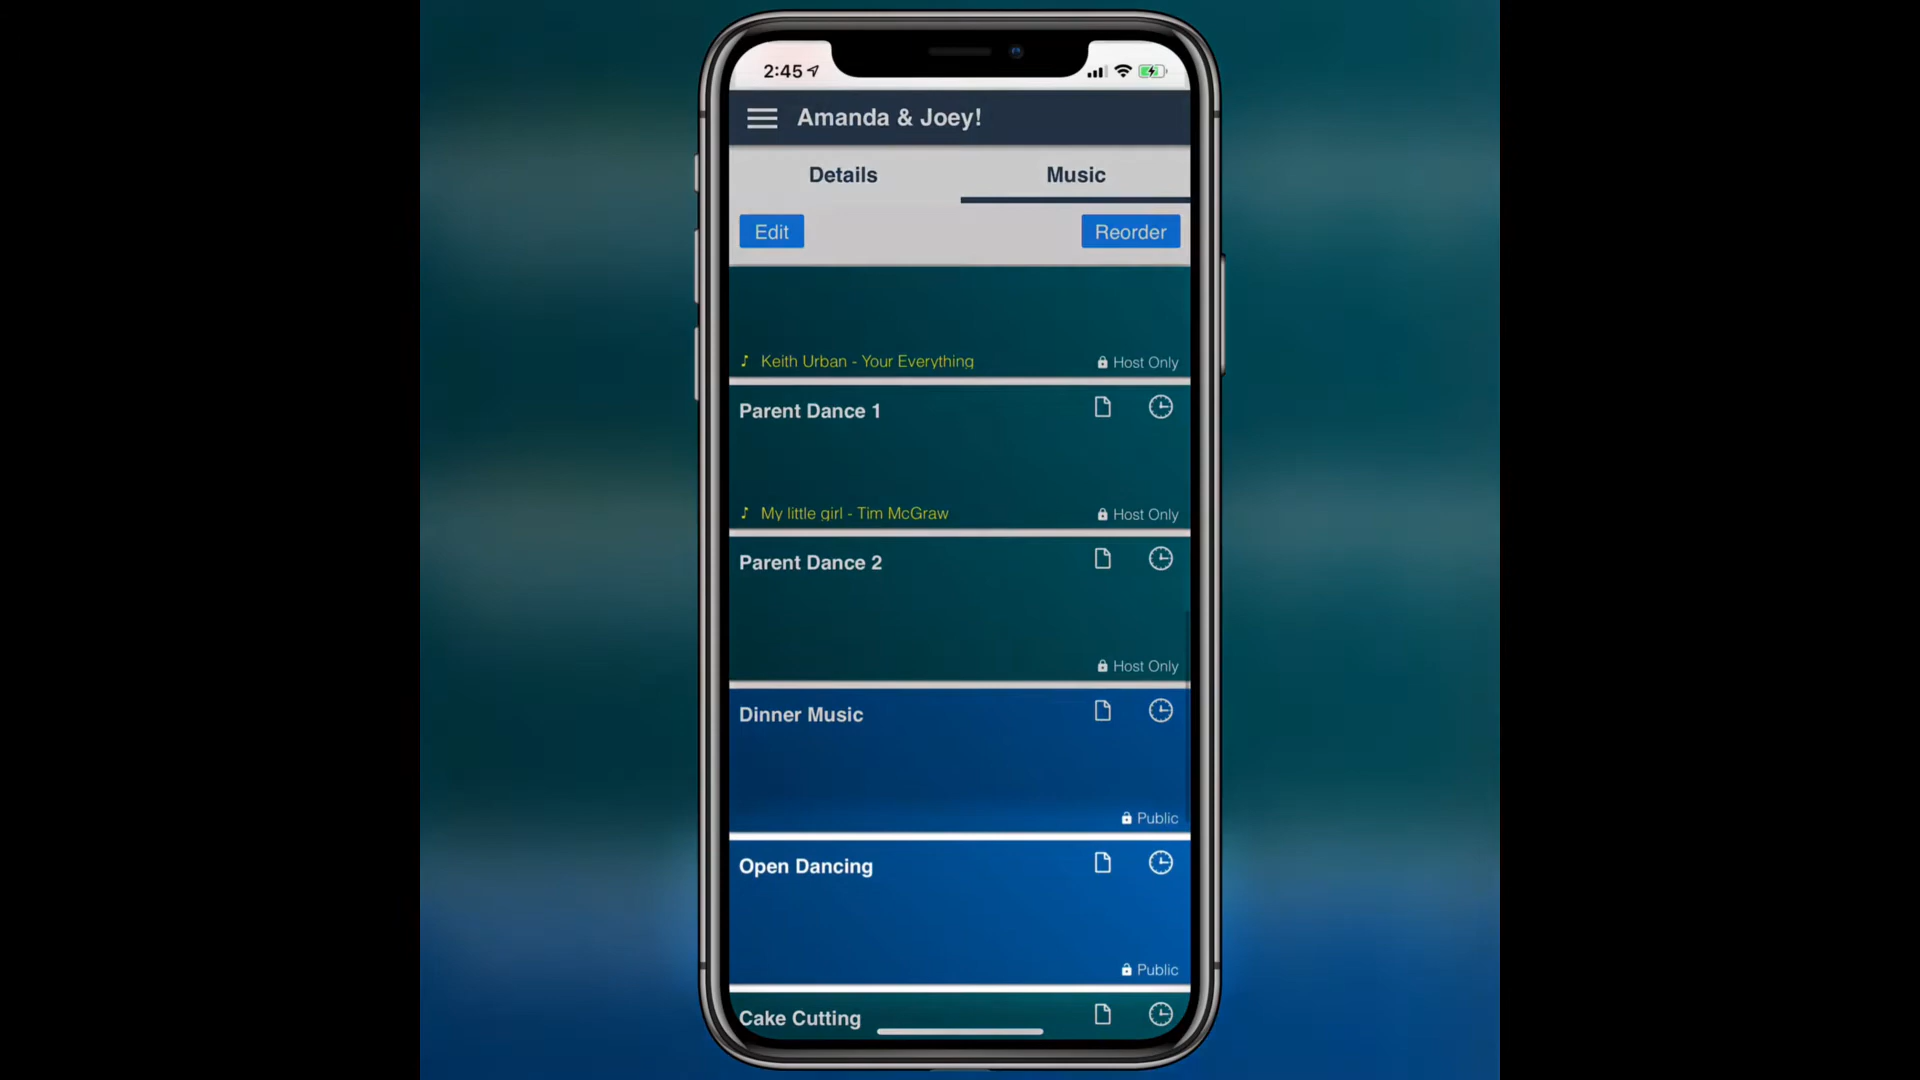 2:45
Amanda & Joey!
Details
Music
Edit
Reorder
Keith Urban - Your Everything
Host Only
Parent Dance 1
My little girl - Tim McGraw
Host Only
Parent Dance 2
Host Only
Dinner Music
Public
Open Dancing
Public
Cake Cutting